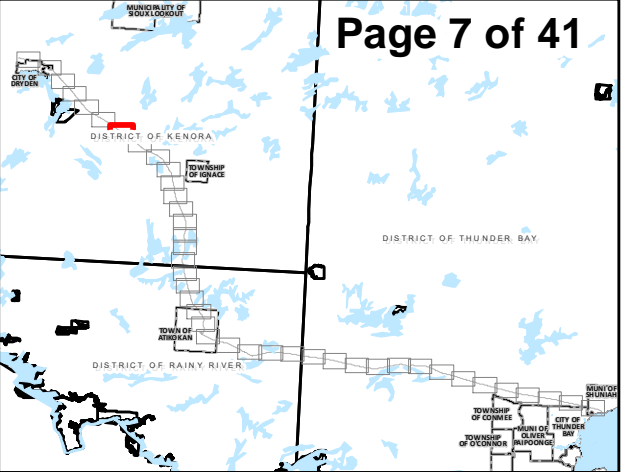 MUNICIPALITY OF
SIOUX LOOKOUT
Page 7 of 41
CITY OF
DRYDEN
DISTRICT OF KENORA
TOWNSHIP
OF IGNACE
DISTRICT OF THUNDER BAY
TOWN OF
ATIKOKAN
DISTRICT OF RAINY RIVER
MUNI OF
SHUNIAH
TOWNSHIP
OF CONMEE
TOWNSHIP
OF O'CONNOR
MUNI OF
OLIVER
PAIPOONGE
CITY OF
THUNDER
BAY